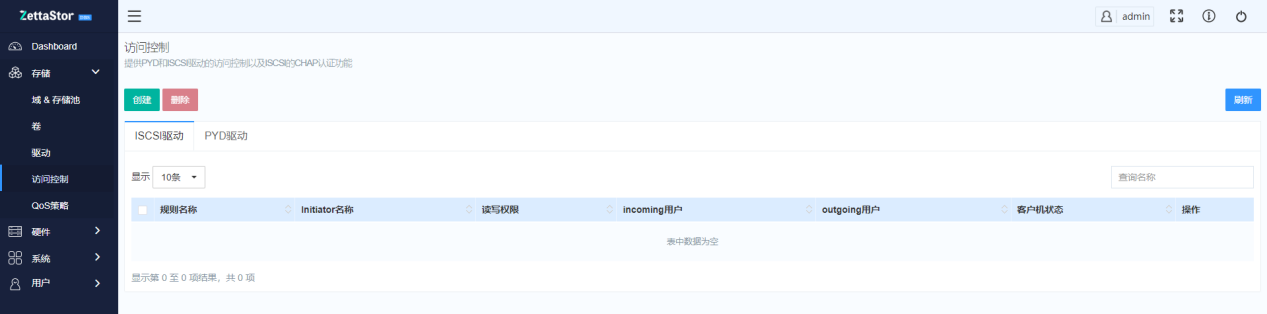 ZettaStor
admin
Dashboard
存储
域 & 存储池
卷
驱动
访问控制
QoS策略
硬件
系统
用户
访问控制
提供PYD和ISCSI驱动的访问控制以及ISCSI的CHAP认证功能
创建 删除 刷新
ISCSI驱动 PYD驱动
显示 10条 查询名称
规则名称 Initiator名称 读写权限 incoming用户 outgoing用户 客户机状态 操作
表中数据为空
显示第 0 至 0 项结果，共 0 项